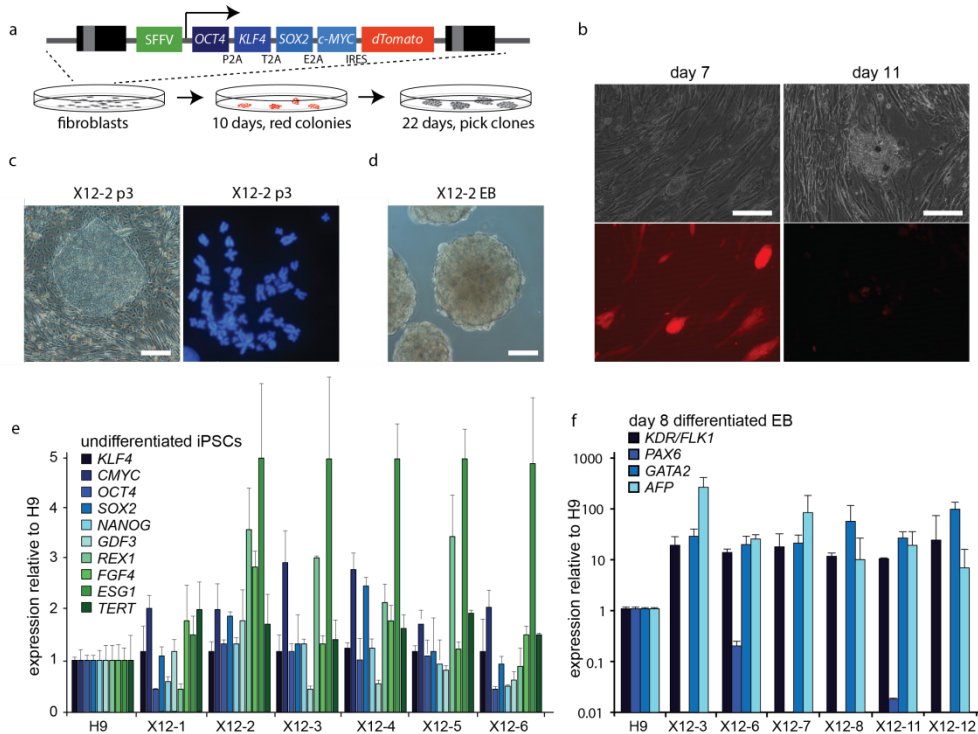 a
SFFV OCT4 KLF4 SOX2 c-MYC dTomato
P2A T2A E2A IRES
fibroblasts
10 days, red colonies
22 days, pick clones
b
day 7
day 11
c
X12-2 p3
X12-2 p3
d
X12-2 EB
e
undifferentiated iPSCs
KLF4
CMYC
OCT4
SOX2
NANOG
GDF3
REX1
FGF4
ESG1
TERT
expression relative to H9
5
4
3
2
1
0
H9 X12-1 X12-2 X12-3 X12-4 X12-5 X12-6
f
day 8 differentiated EB
KDR/FLK1
PAX6
GATA2
AFP
expression relative to H9
1000
100
10
1
0.1
0.01
H9 X12-3 X12-6 X12-7 X12-8 X12-11 X12-12